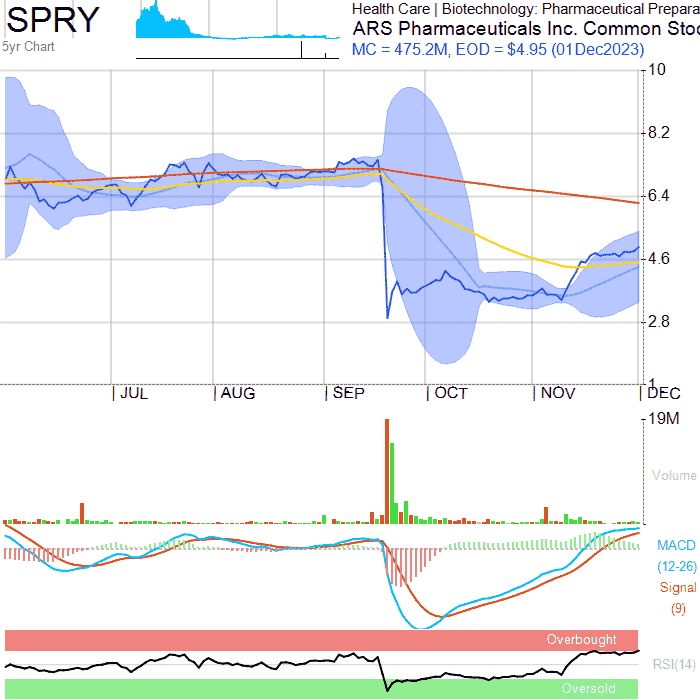 SPRY
5yr Chart
Health Care | Biotechnology: Pharmaceutical Prepara
ARS Pharmaceuticals Inc. Common Stoc
MC = 475.2M, EOD = $4.95 (01Dec2023)
10
8.2
6.4
4.6
2.8
1
JUL AUG SEP OCT NOV DEC
19M
Volume
MACD
(12-26)
Signal
(9)
Overbought
RSI(14)
Oversold